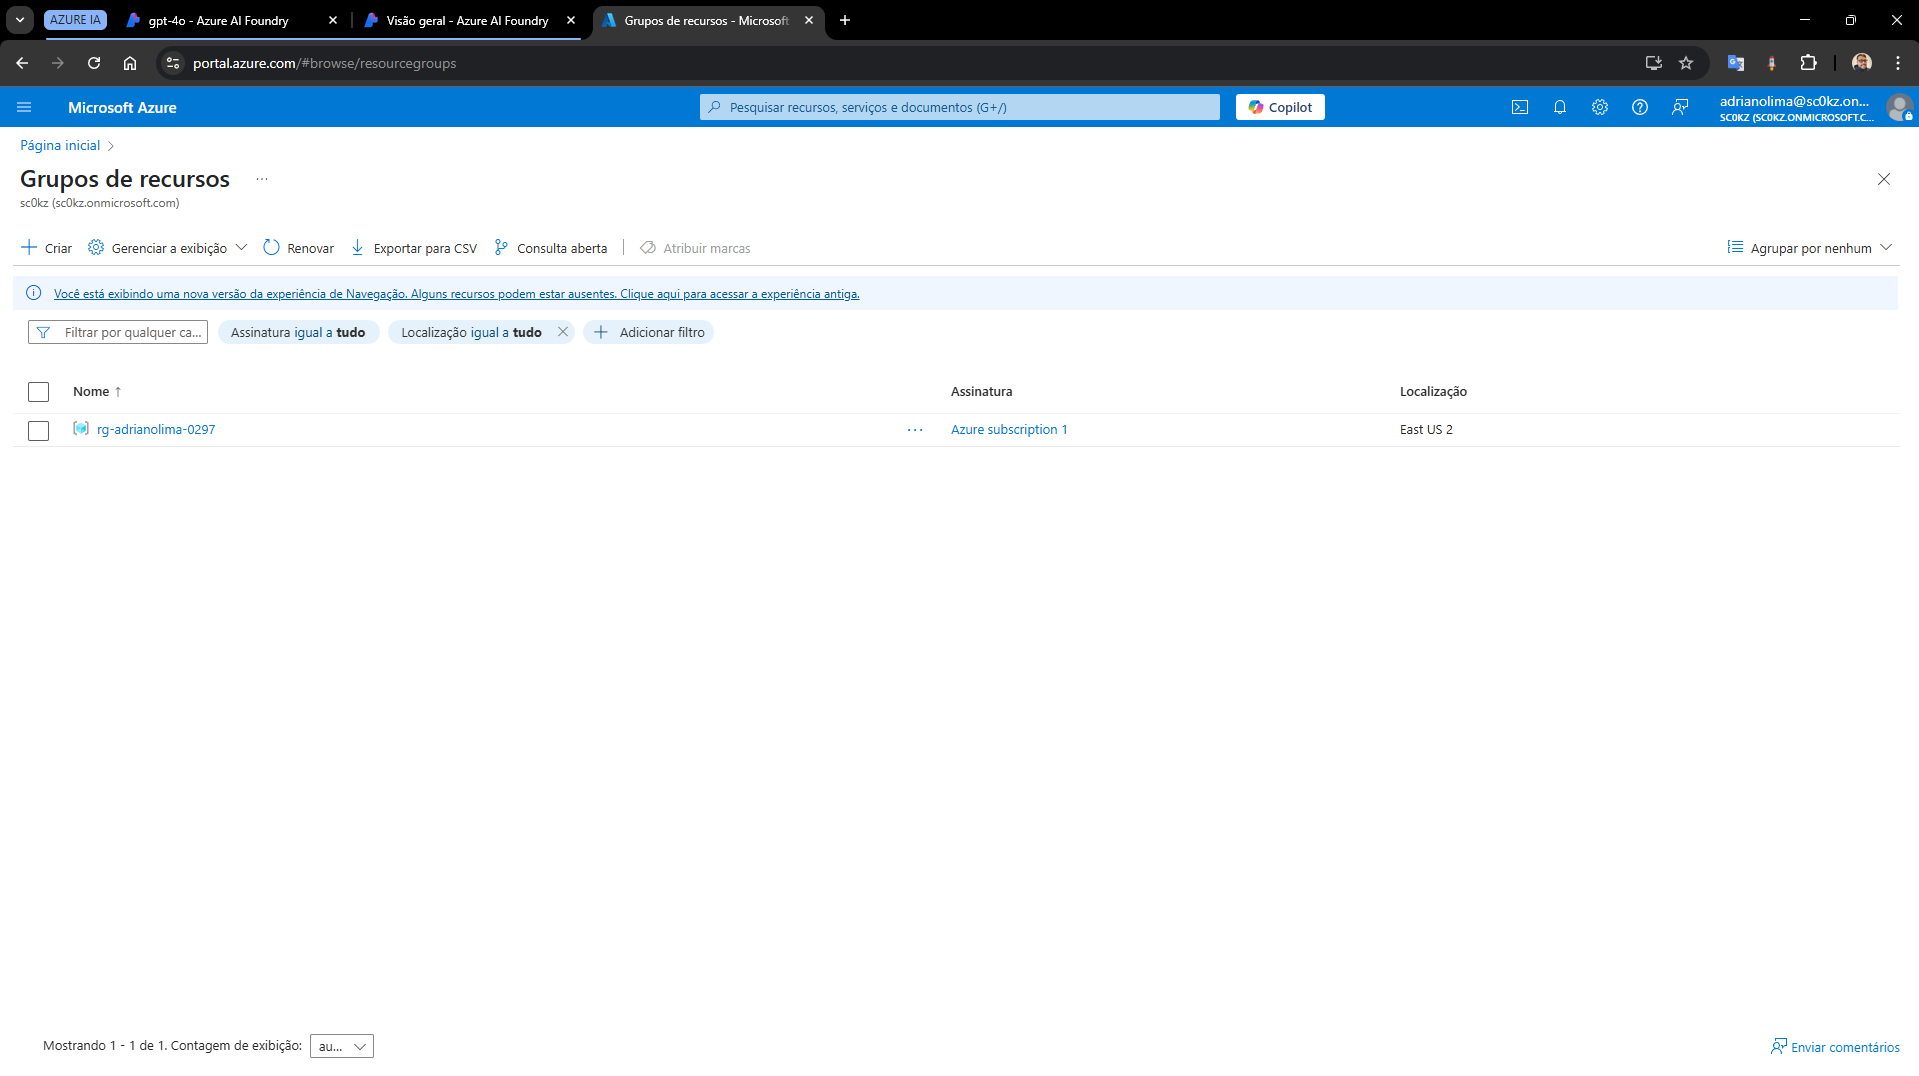 AZURE IA
gpt-4o - Azure AI Foundry
Visão geral - Azure AI Foundry
Grupos de recursos - Microsoft
portal.azure.com/#browse/resourcegroups
Microsoft Azure
Pesquisar recursos, serviços e documentos (G+/)
Copilot
adrianolima@sc0kz.on...
SC0KZ (SC0KZ.ONMICROSOFT.C...
Página inicial
Grupos de recursos
...
sc0kz (sc0kz.onmicrosoft.com)
Criar Gerenciar a exibição Renovar Exportar para CSV Consulta aberta Atribuir marcas Agrupar por nenhum
Você está exibindo uma nova versão da experiência de Navegação. Alguns recursos podem estar ausentes. Clique aqui para acessar a experiência antiga.
Filtrar por qualquer ca... Assinatura igual a tudo Localização igual a tudo Adicionar filtro
Nome ↑ Assinatura Localização
rg-adrianolima-0297 ... Azure subscription 1 East US 2
Mostrando 1 - 1 de 1. Contagem de exibição: au...
Enviar comentários